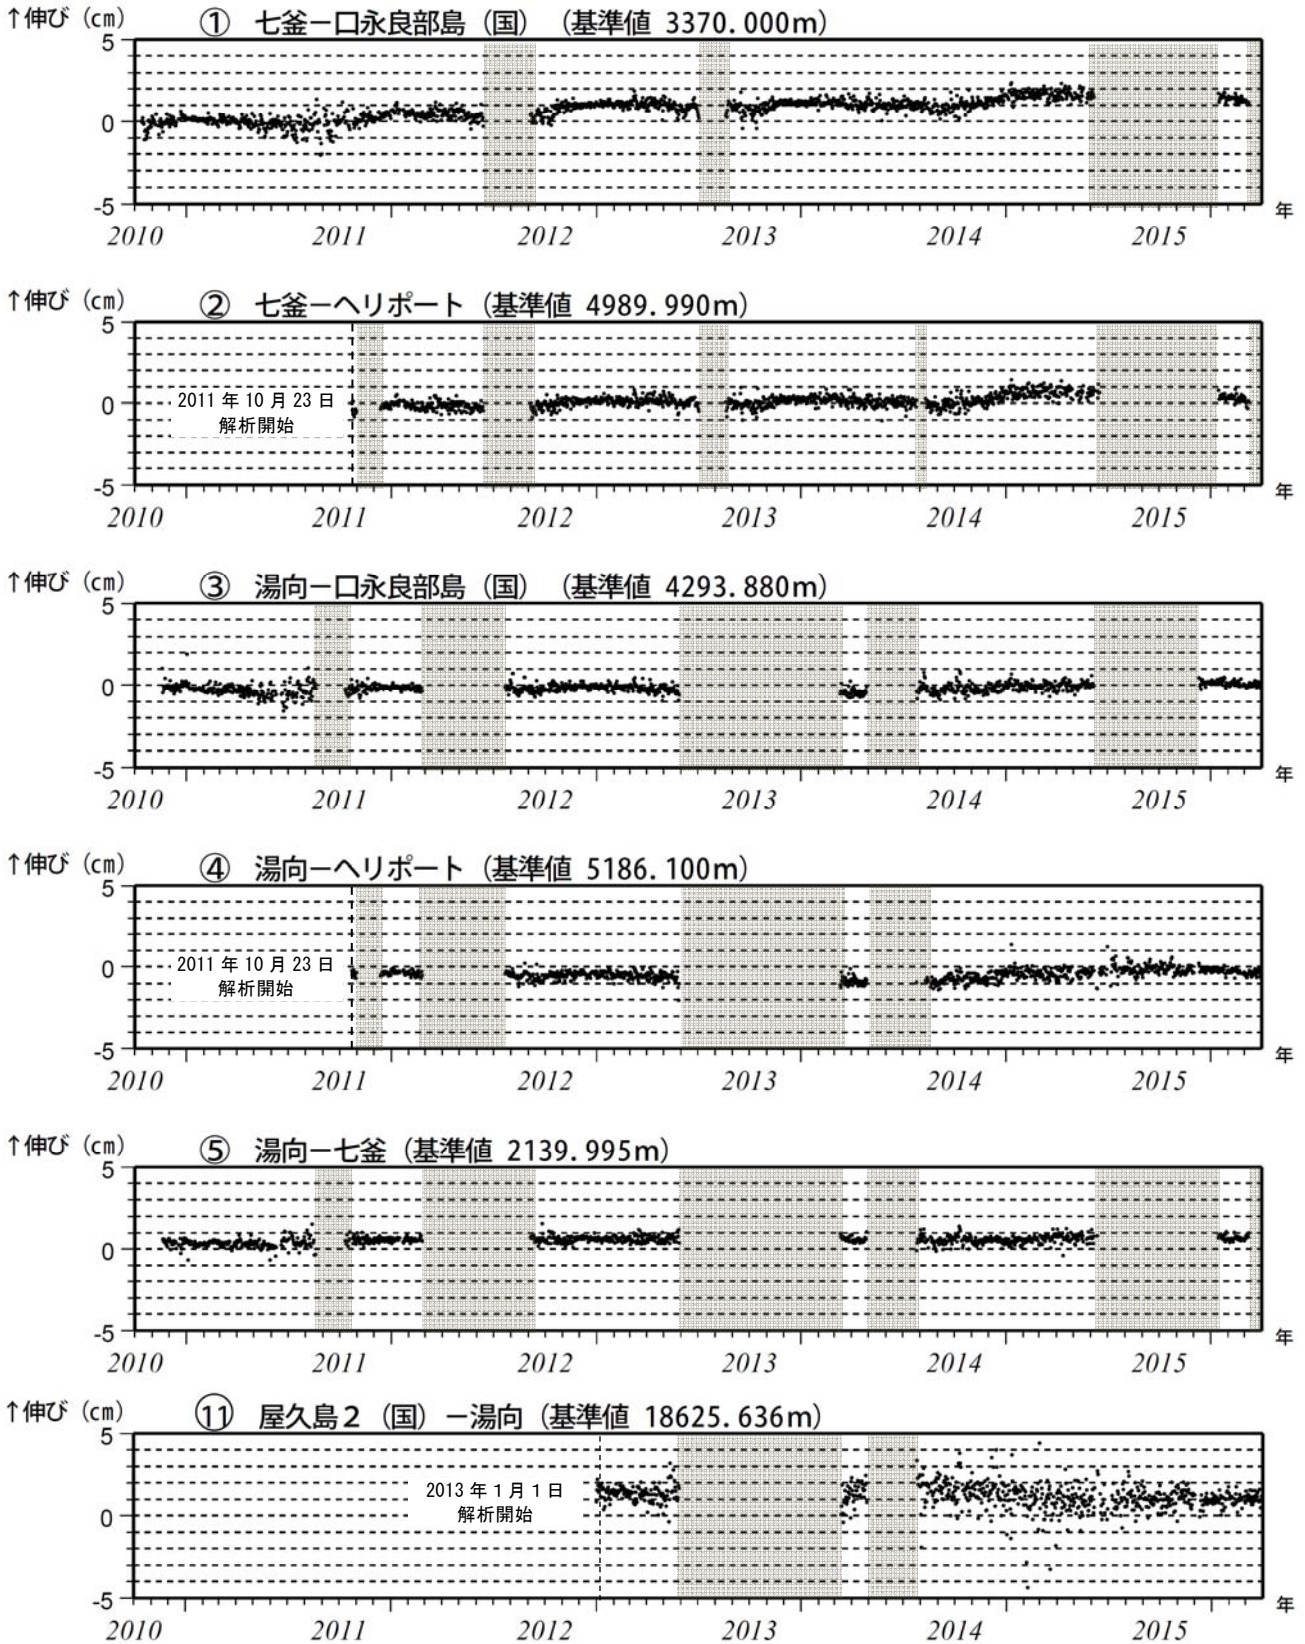 ↑伸び（cm） ① 七釜－口永良部島（国）（基準値 3370.000m）
5
0
-5
2010 2011 2012 2013 2014 2015 年
↑伸び（cm） ② 七釜－ヘリポート（基準値 4989.990m）
5
0
2011 年 10 月 23 日
解析開始
-5
2010 2011 2012 2013 2014 2015 年
↑伸び（cm） ③ 湯向－口永良部島（国）（基準値 4293.880m）
5
0
-5
2010 2011 2012 2013 2014 2015 年
↑伸び（cm） ④ 湯向－ヘリポート（基準値 5186.100m）
5
0
2011 年 10 月 23 日
解析開始
-5
2010 2011 2012 2013 2014 2015 年
↑伸び（cm） ⑤ 湯向－七釜（基準値 2139.995m）
5
0
-5
2010 2011 2012 2013 2014 2015 年
↑伸び（cm） ⑪ 屋久島２（国）－湯向（基準値 18625.636m）
5
2013 年 1 月 1 日
0
解析開始
-5
2010 2011 2012 2013 2014 2015 年